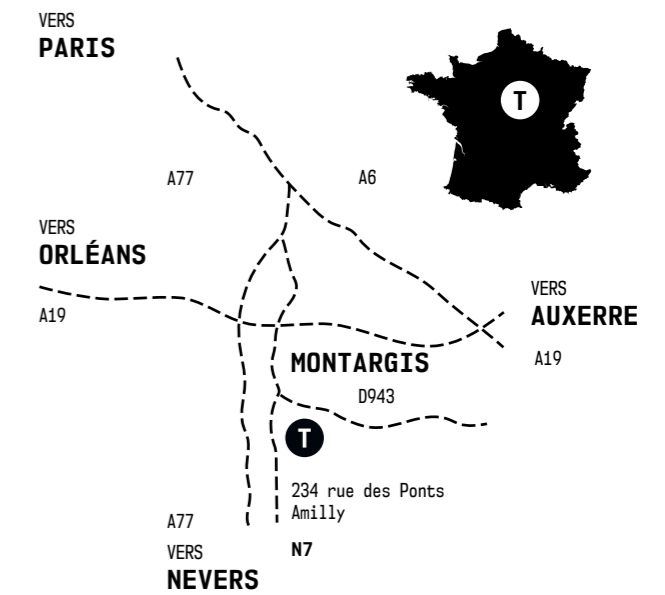 VERS
PARIS
T
A77
A6
VERS
ORLÉANS
A19
VERS
AUXERRE
A19
MONTARGIS
D943
T
234 rue des Ponts
Amilly
A77
VERS
NEVERS
N7